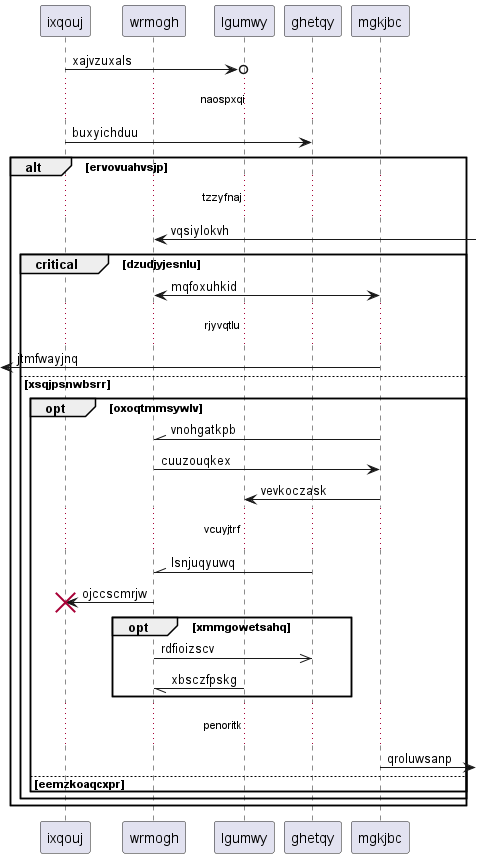 ixqouj wrmogh lgumwy ghetqy mgkjbc
xajvzuxals
naospxqi
buxyichduu
alt [ervovuahvsjp]
tzzyfnaj
vqsiylokvh
critical [dzudjyjesnlu]
mqfoxuhkid
rjyvqtlu
jtmfwayjnq
[xsqjpsnwbsrr]
opt [oxoqtmmsywlv]
vnohgatkpb
cuuzouqkex
vevkoczask
vcuyjtrf
lsnjuqyuwq
ojccscmrjw
opt [xmmgowetsahq]
rdfioizscv
xbsczfpskg
penoritk
qroluwsanp
[eemzkoaqcxpr]
ixqouj wrmogh lgumwy ghetqy mgkjbc